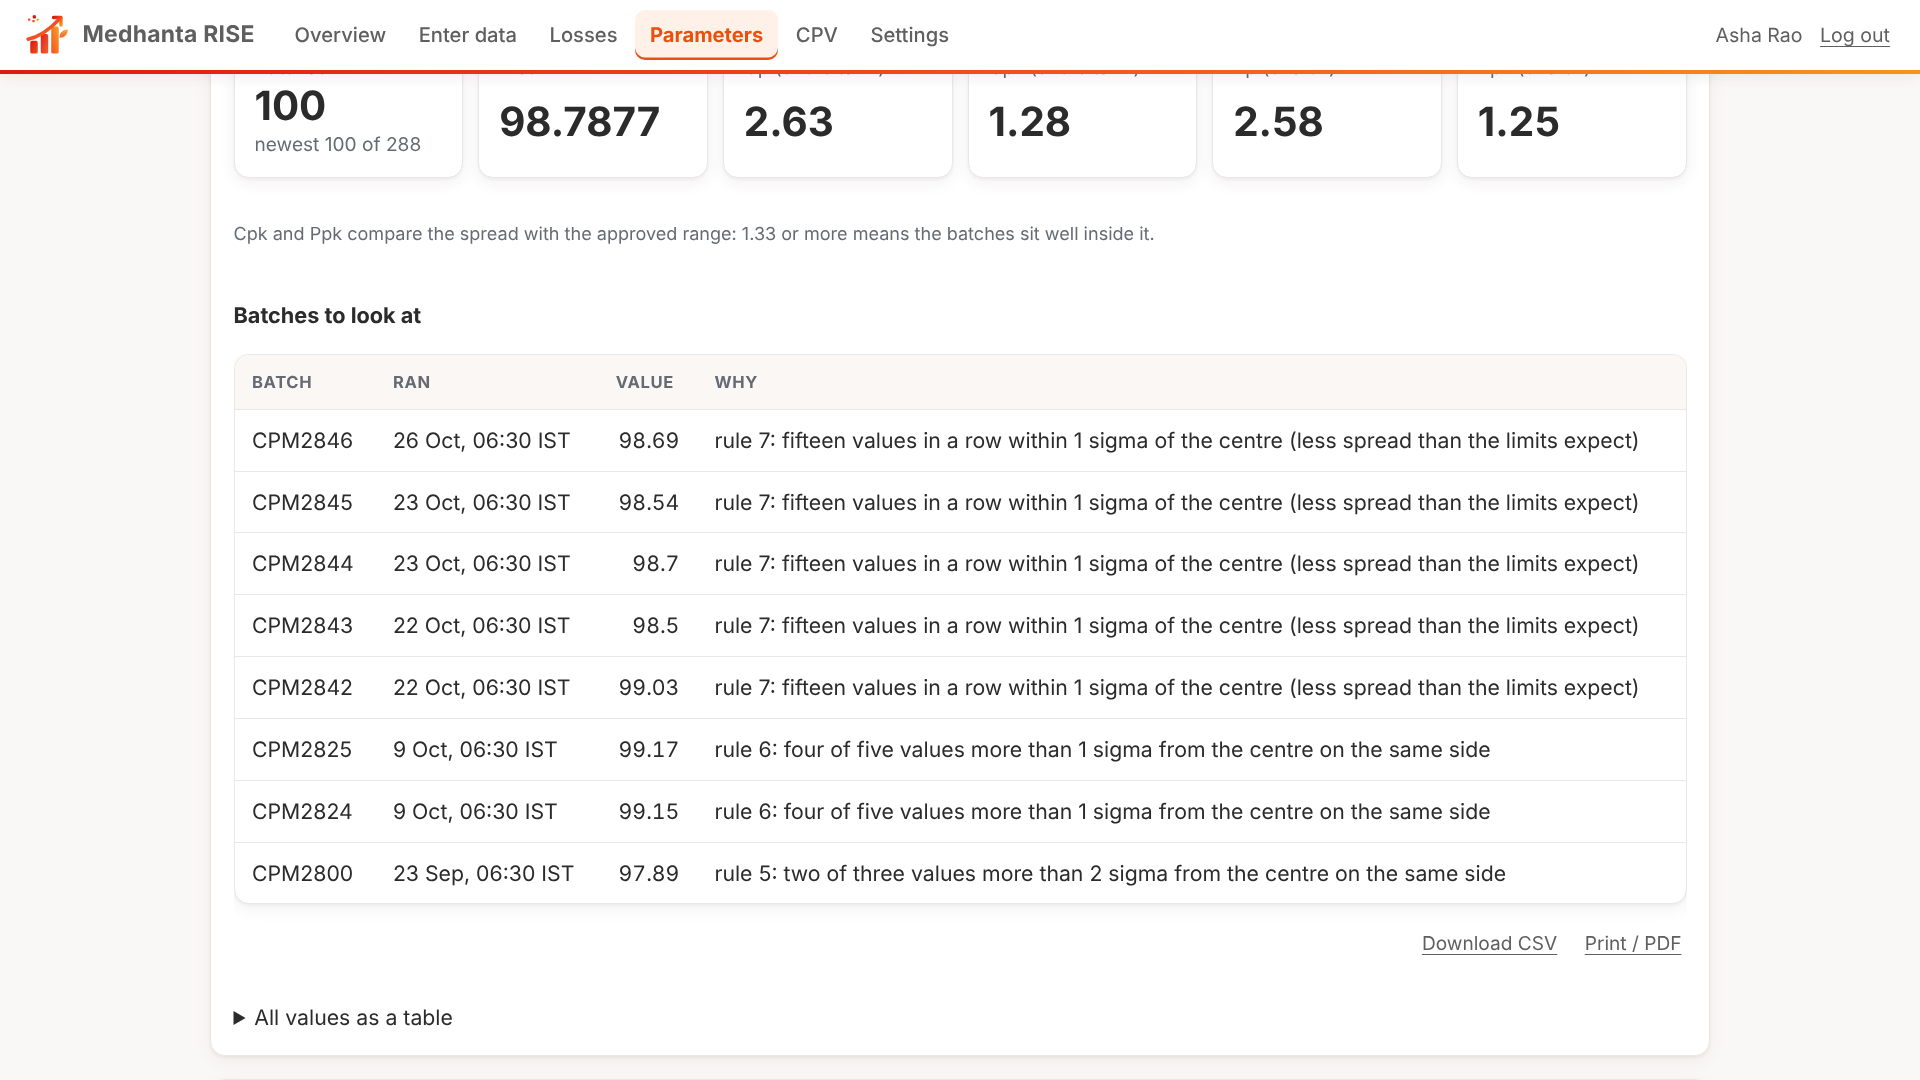 Medhanta RISE Overview Enter data Losses Parameters CPV Settings Asha Rao Log out
100 98.7877 2.63 1.28 2.58 1.25
newest 100 of 288
Cpk and Ppk compare the spread with the approved range: 1.33 or more means the batches sit well inside it.
Batches to look at
BATCH RAN VALUE WHY
CPM2846 26 Oct, 06:30 IST 98.69 rule 7: fifteen values in a row within 1 sigma of the centre (less spread than the limits expect)
CPM2845 23 Oct, 06:30 IST 98.54 rule 7: fifteen values in a row within 1 sigma of the centre (less spread than the limits expect)
CPM2844 23 Oct, 06:30 IST 98.7 rule 7: fifteen values in a row within 1 sigma of the centre (less spread than the limits expect)
CPM2843 22 Oct, 06:30 IST 98.5 rule 7: fifteen values in a row within 1 sigma of the centre (less spread than the limits expect)
CPM2842 22 Oct, 06:30 IST 99.03 rule 7: fifteen values in a row within 1 sigma of the centre (less spread than the limits expect)
CPM2825 9 Oct, 06:30 IST 99.17 rule 6: four of five values more than 1 sigma from the centre on the same side
CPM2824 9 Oct, 06:30 IST 99.15 rule 6: four of five values more than 1 sigma from the centre on the same side
CPM2800 23 Sep, 06:30 IST 97.89 rule 5: two of three values more than 2 sigma from the centre on the same side
Download CSV Print / PDF
All values as a table